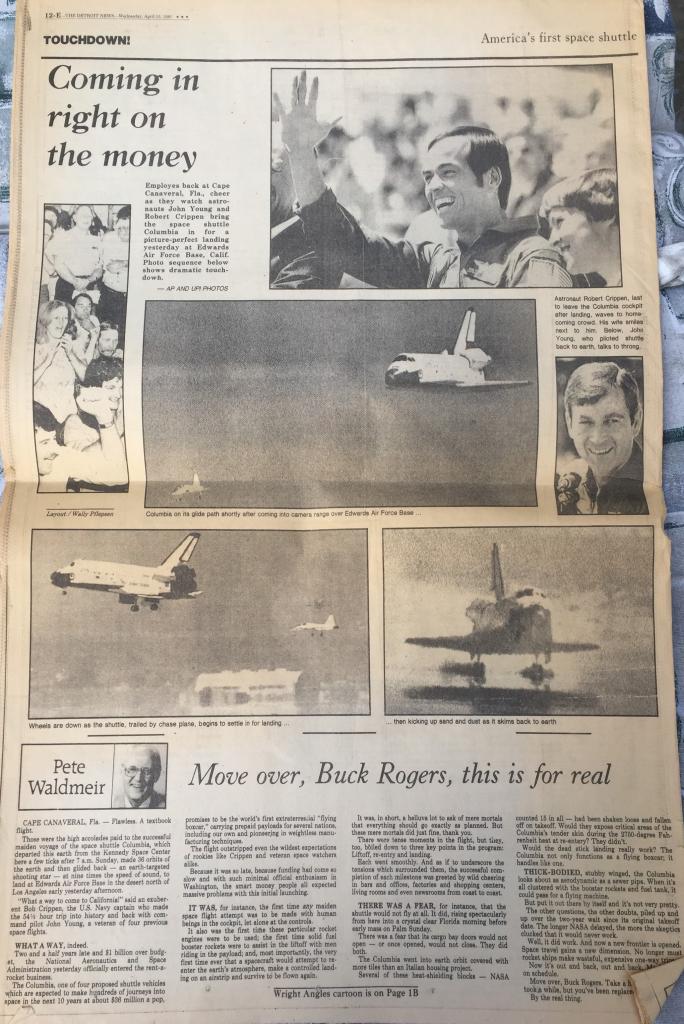 12-E THE DETROIT NEWS—Wednesday, April 15, 1981
TOUCHDOWN!
America's first space shuttle
Coming in
right on
the money
Employes back at Cape
Canaveral, Fla., cheer
as they watch astro-
nauts John Young and
Robert Crippen bring
the space shuttle
Columbia in for a
picture-perfect landing
yesterday at Edwards
Air Force Base, Calif.
Photo sequence below
shows dramatic touch-
down.
— AP AND UPI PHOTOS
Astronaut Robert Crippen, last
to leave the Columbia cockpit
after landing, waves to home-
coming crowd. His wife smiles
next to him. Below, John
Young, who piloted shuttle
back to earth, talks to throng.
Layout / Wally Pflepsen
Columbia on its glide path shortly after coming into camera range over Edwards Air Force Base ...
Wheels are down as the shuttle, trailed by chase plane, begins to settle in for landing ...
... then kicking up sand and dust as it skims back to earth
Pete
Waldmeir
Move over, Buck Rogers, this is for real
CAPE CANAVERAL, Fla. — Flawless. A textbook
flight.
Those were the high accolades paid to the successful
maiden voyage of the space shuttle Columbia, which
departed this earth from the Kennedy Space Center
here a few ticks after 7 a.m. Sunday, made 36 orbits of
the earth and then glided back — an earth-targeted
shooting star — at nine times the speed of sound, to
land at Edwards Air Force Base in the desert north of
Los Angeles early yesterday afternoon.
"What a way to come to California!" said an exuber-
ant Bob Crippen, the U.S. Navy captain who made
the 54½ hour trip into history and back with com-
mand pilot John Young, a veteran of four previous
space flights.
WHAT A WAY, indeed.
Two and a half years late and $1 billion over budg-
et, the National Aeronautics and Space
Administration yesterday officially entered the rent-a-
rocket business.
The Columbia, one of four proposed shuttle vehicles
which are expected to make hundreds of journeys into
space in the next 10 years at about $36 million a pop,
promises to be the world's first extraterrestrial "flying
boxcar," carrying prepaid payloads for several nations,
including our own and pioneering in weightless manu-
facturing techniques.
The flight outstripped even the wildest expectations
of rookies like Crippen and veteran space watchers
alike.
Because it was so late, because funding had come so
slow and with such minimal official enthusiasm in
Washington, the smart money people all expected
massive problems with this initial launching.
IT WAS, for instance, the first time any maiden
space flight attempt was to be made with human
beings in the cockpit, let alone at the controls.
It also was the first time these particular rocket
engines were to be used; the first time solid fuel
booster rockets were to assist in the liftoff with men
riding in the payload; and, most importantly, the very
first time ever that a spacecraft would attempt to re-
enter the earth's atmosphere, make a controlled land-
ing on an airstrip and survive to be flown again.
It was, in short, a helluva lot to ask of mere mortals
that everything should go exactly as planned. But
these mere mortals did just fine, thank you.
There were tense moments in the flight, but they,
too, boiled down to three key points in the program:
Liftoff, re-entry and landing.
Each went smoothly. And as if to underscore the
tensions which surrounded them, the successful com-
pletion of each milestone was greeted by wild cheering
in bars and offices, factories and shopping centers,
living rooms and even newsrooms from coast to coast.
THERE WAS A FEAR, for instance, that the
shuttle would not fly at all. It did, rising spectacularly
from here into a crystal clear Florida morning before
early mass on Palm Sunday.
There was a fear that its cargo bay doors would not
open — or once opened, would not close. They did
both.
The Columbia went into earth orbit covered with
more tiles than an Italian housing project.
Several of these heat-shielding blocks — NASA
counted 15 in all — had been shaken loose and fallen
off on takeoff. Would they expose critical areas of the
Columbia's tender skin during the 2750-degree Fah-
renheit heat at re-entry? They didn't.
Would the dead stick landing really work? The
Columbia not only functions as a flying boxcar; it
handles like one.
THICK-BODIED, stubby winged, the Columbia
looks about as aerodynamic as a sewer pipe. When it's
all clustered with the booster rockets and fuel tank, it
could pass for a flying machine.
But put it out there by itself and it's not very pretty.
The other questions, the other doubts, piled up and
up over the two-year wait since its original takeoff
date. The longer NASA delayed, the more the skeptics
clucked that it would never work.
Well, it did work. And now a new frontier is opened.
Space travel gains a new dimension. No longer must
rocket ships make wasteful, expensive one-way trips
Now it's out and back, out and back.
on schedule.
Move over, Buck Rogers. Take a
took a while, but you've been
By the real thing.
Wright Angles cartoon is on Page 1B